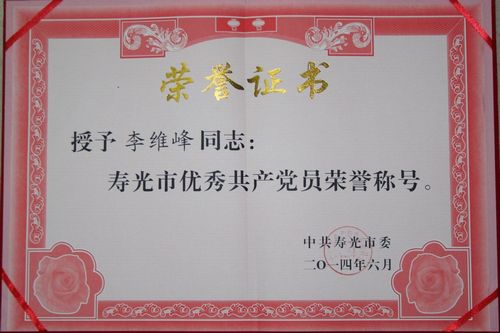 荣誉证书
授予 李维峰 同志：
寿光市优秀共产党员荣誉称号。
中共寿光市委
二〇一四年六月